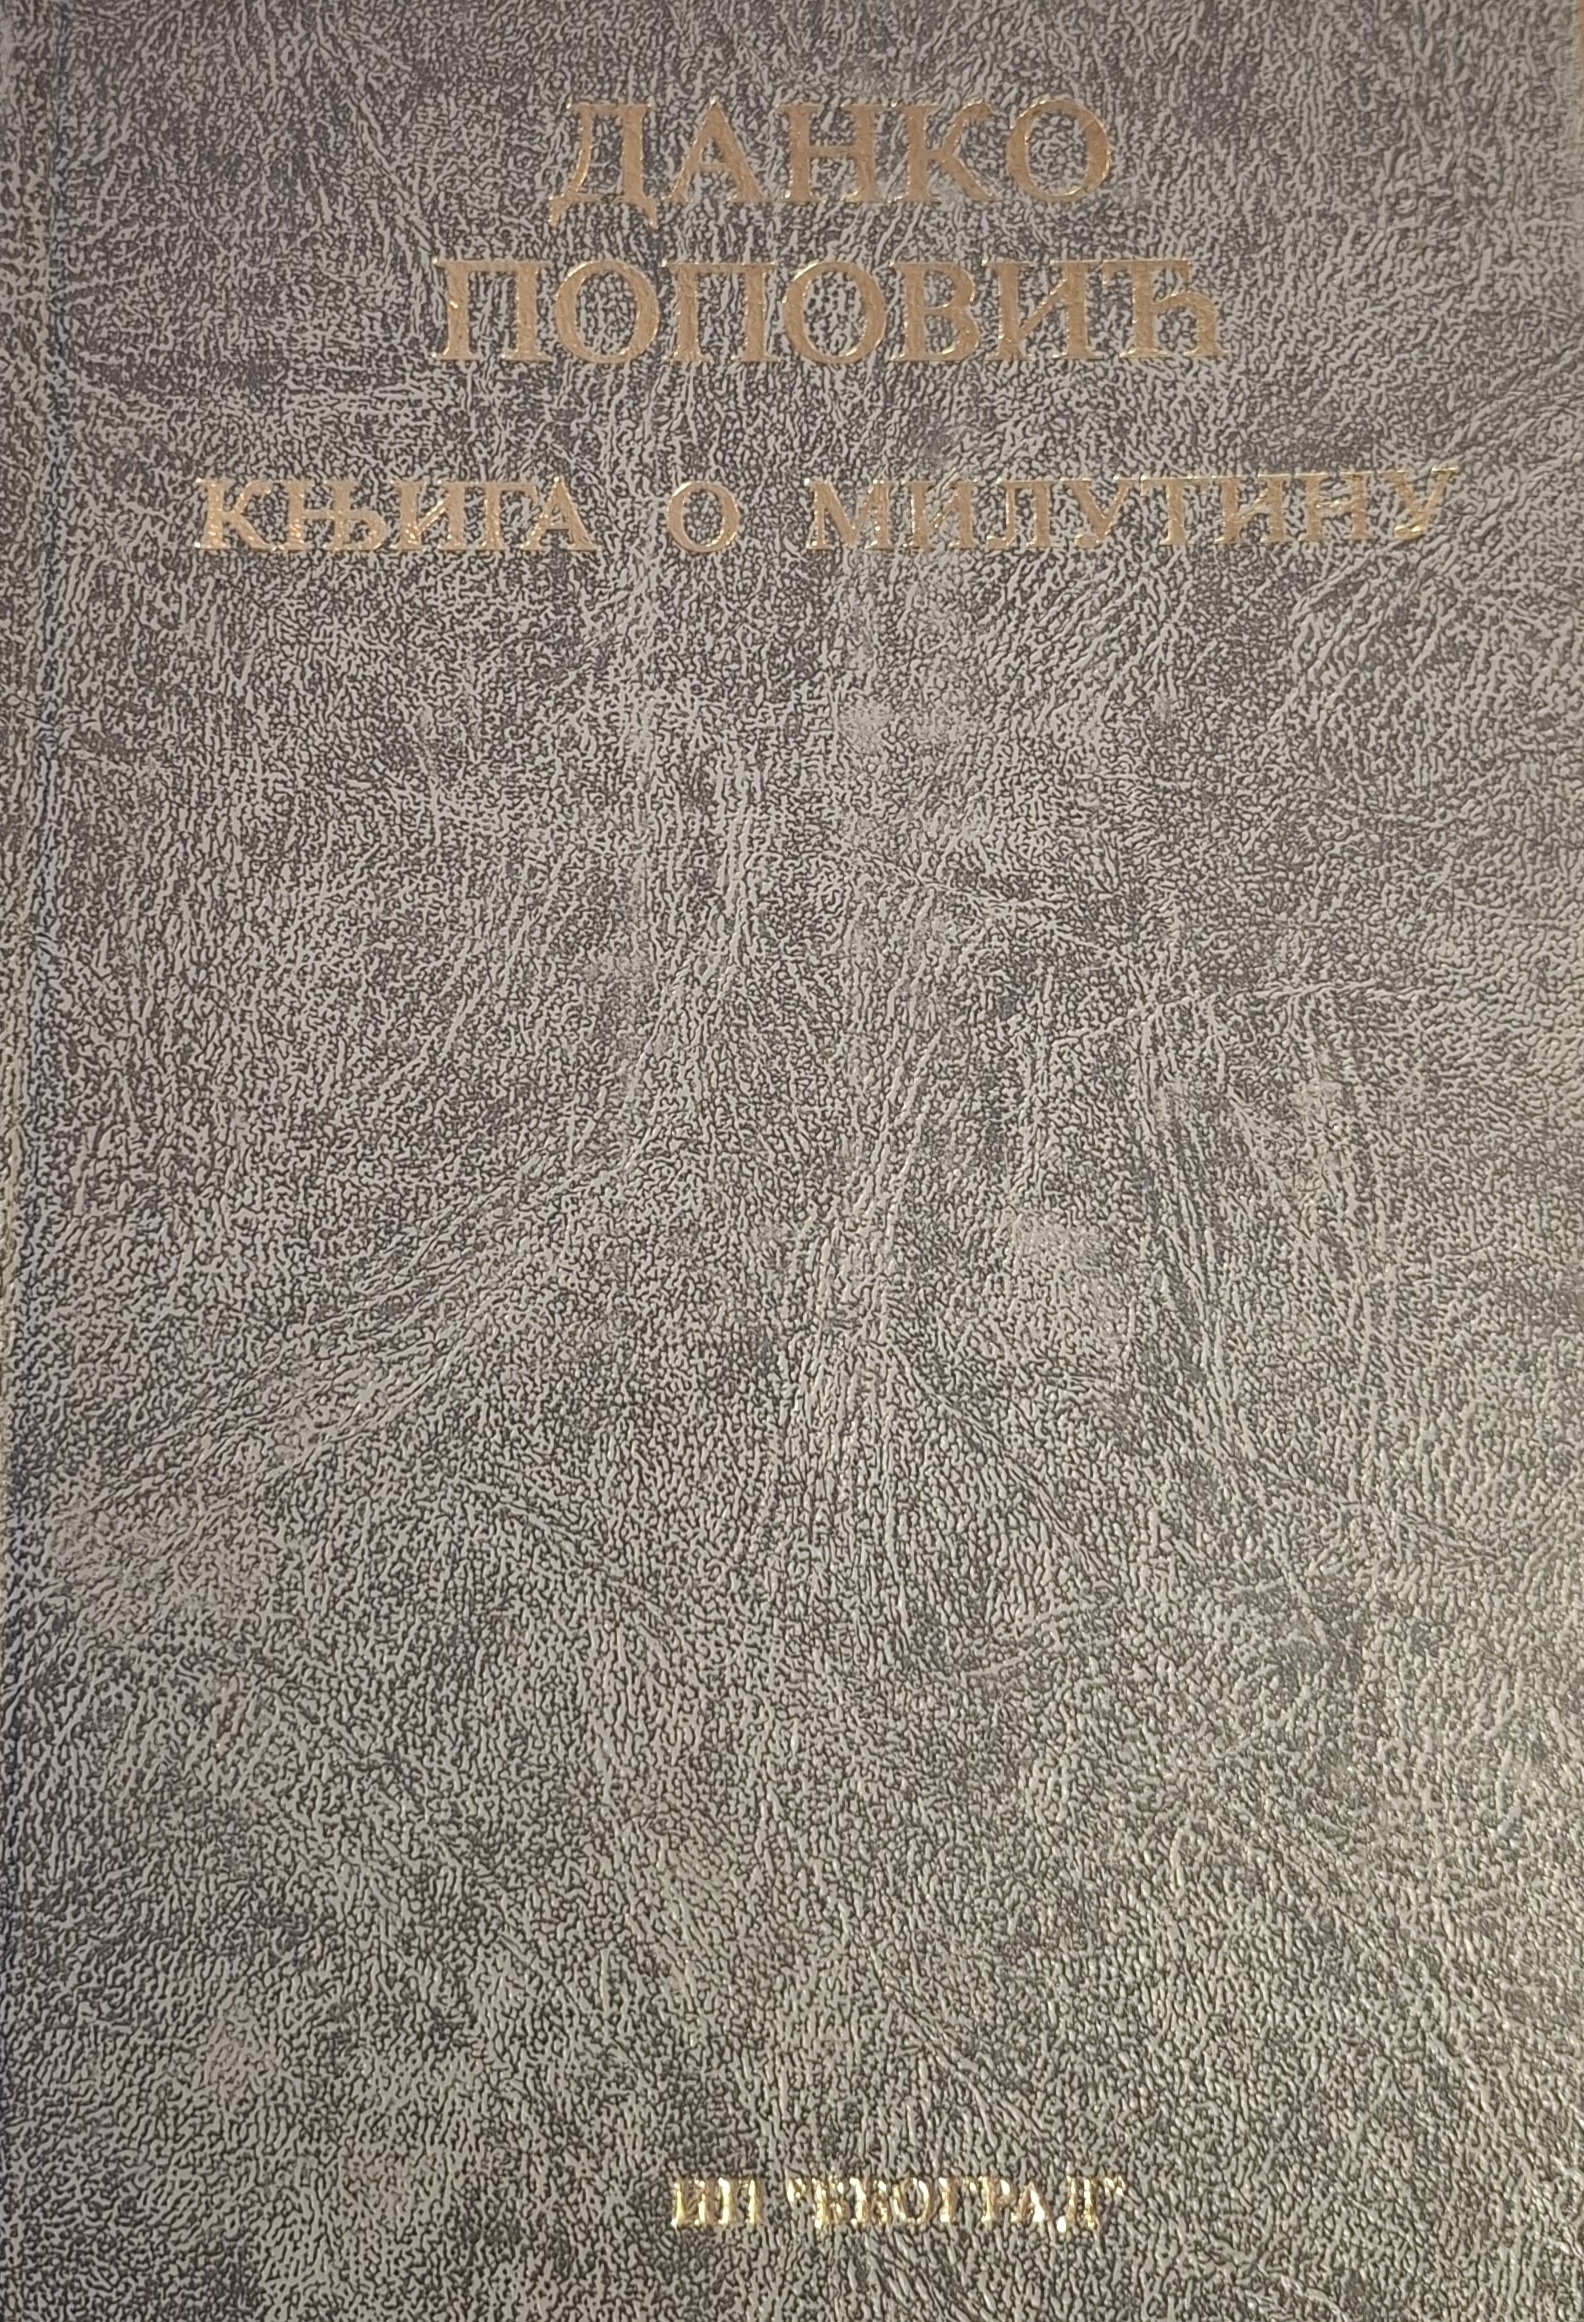 ДАНКО
ПОПОВИЋ
КЊИГА О МИЛУТИНУ
ИП "БЕОГРАД"